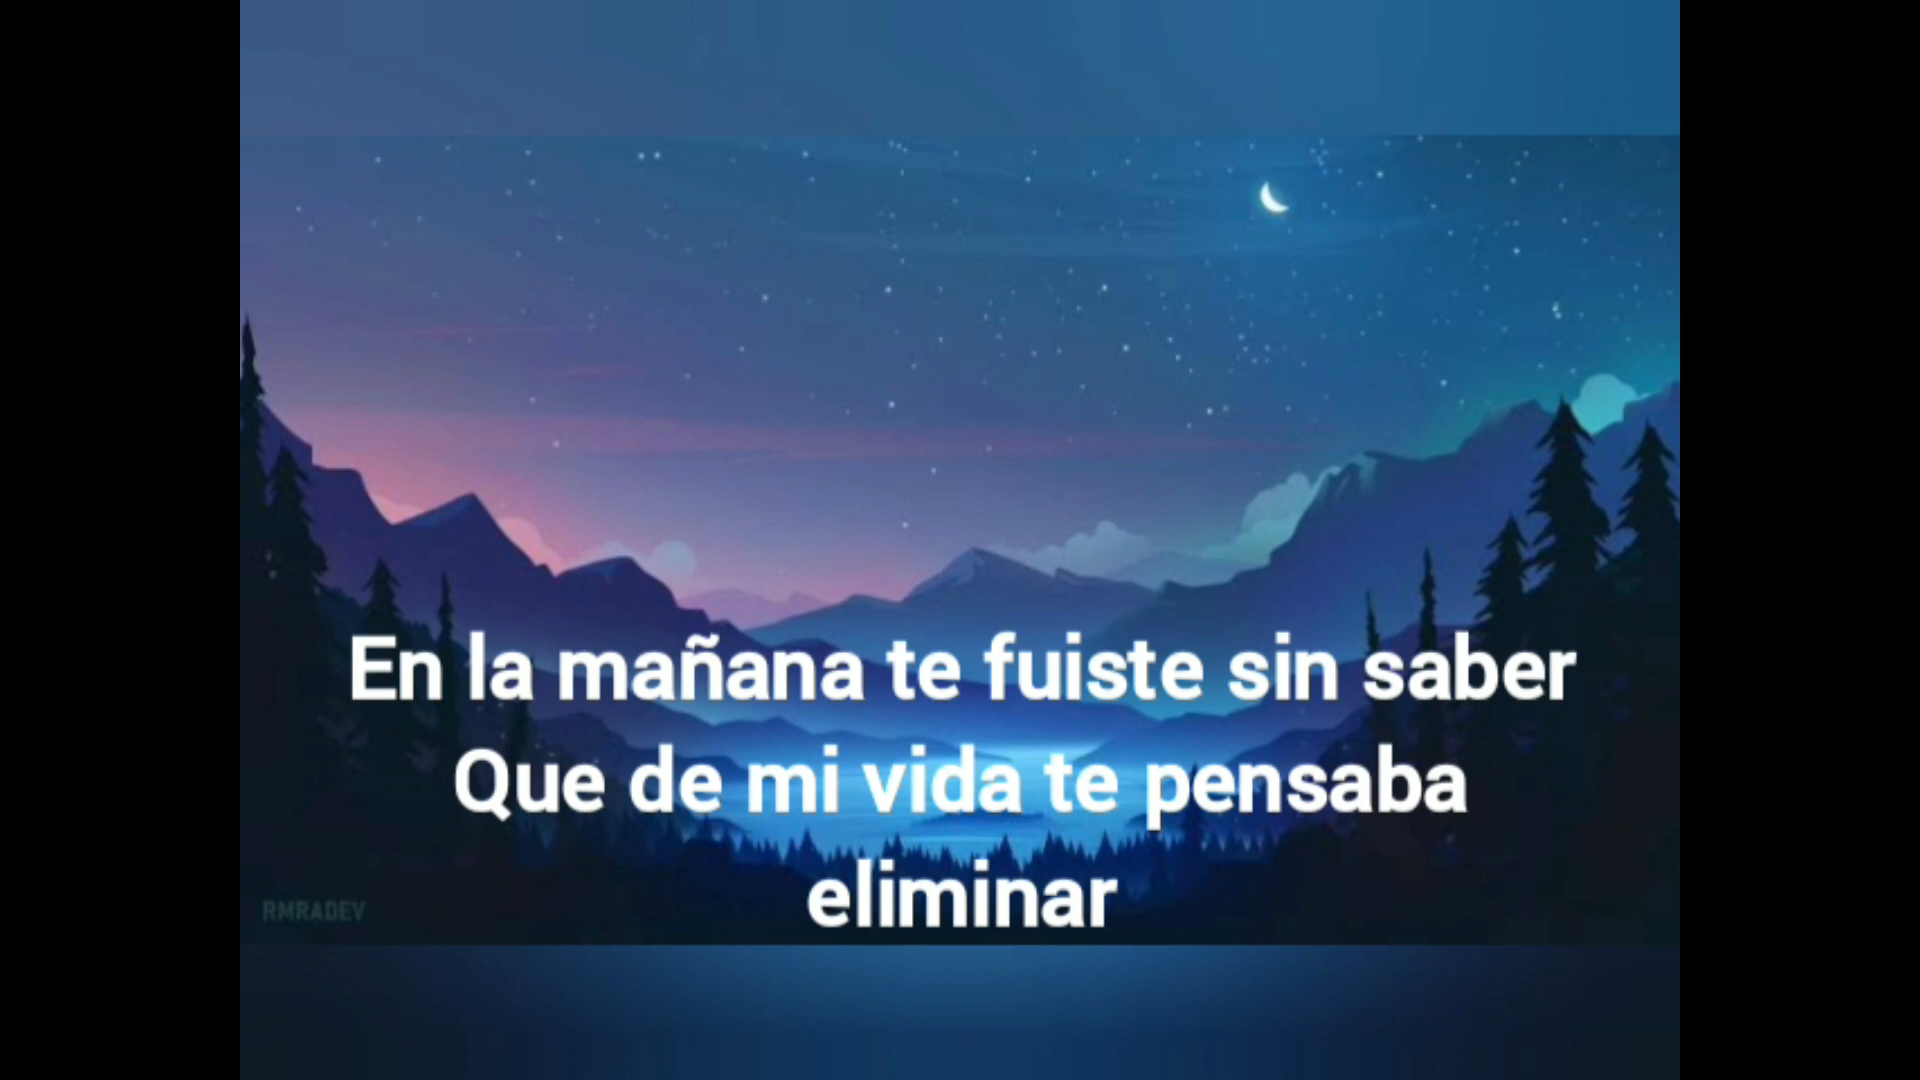 En la mañana te fuiste sin saber
Que de mi vida te pensaba
eliminar
RMRADEV